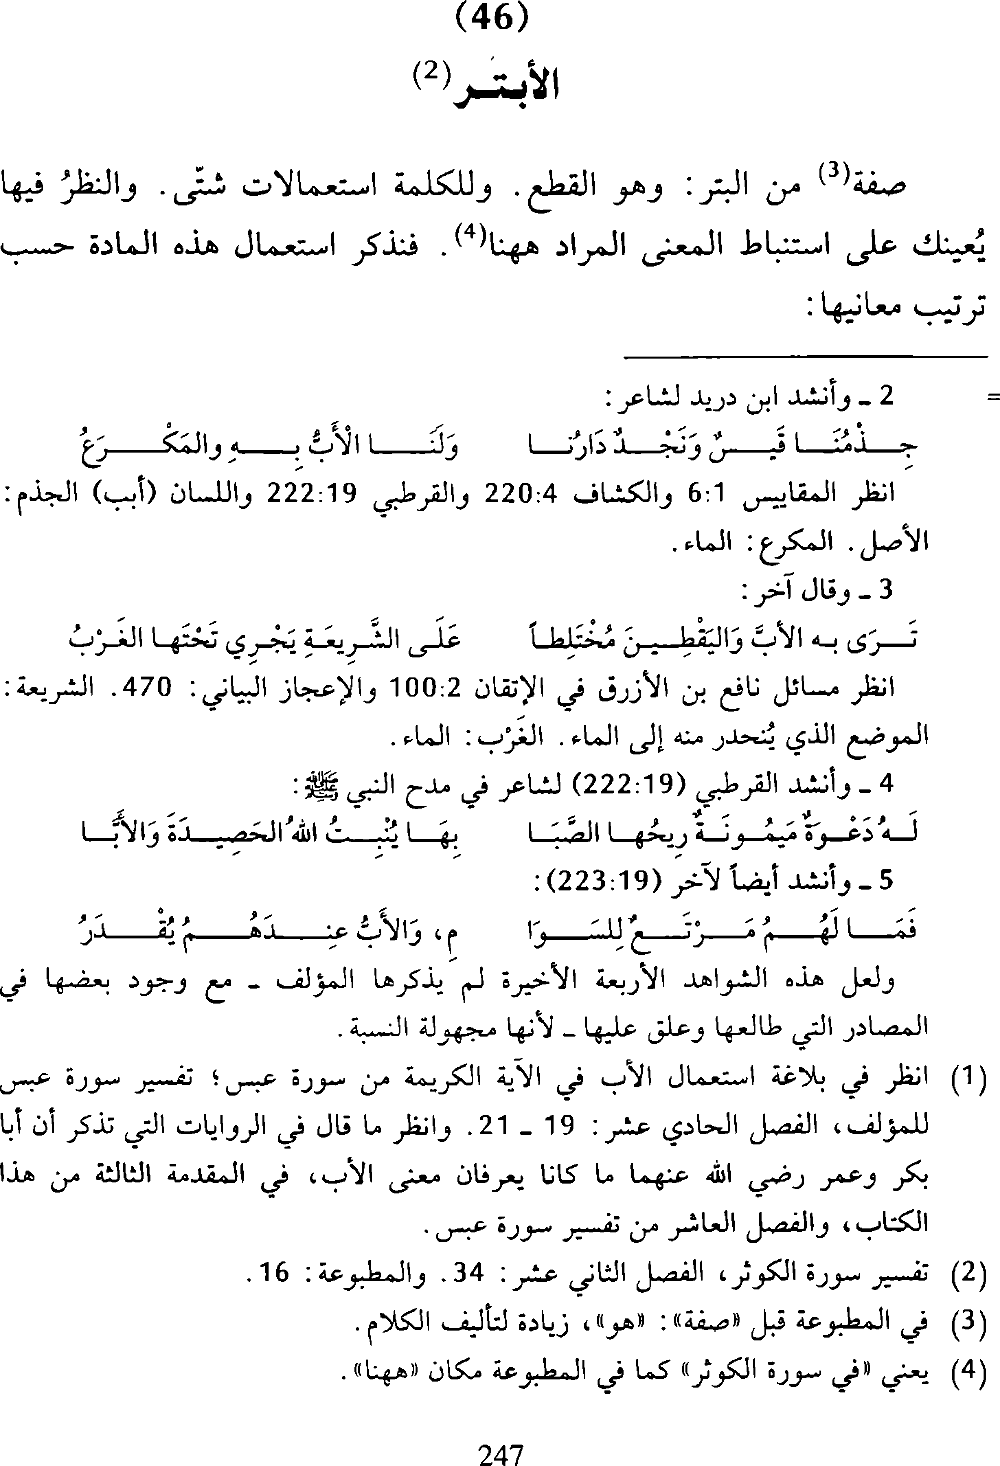 (46)
الأبتَـر(2)
صفة(3) من البتر: وهو القطع. وللكلمة استعمالات شتّى. والنظرُ فيها
يُعينك على استنباط المعنى المراد ههنا(4). فنذكر استعمال هذه المادة حسب
ترتيب معانيها:
= 2 ـ وأنشد ابن دريد لشاعر:
جِـذْمُنَـا قَيـسٌ وَنَجْـدٌ دَارُنَـا وَلَنَـا الْأَبُّ بِـهِ والمَكْـرَعُ
انظر المقاييس 6:1 والكشاف 220:4 والقرطبي 222:19 واللسان (أبب) الجذم:
الأصل. المكرع: الماء.
3 ـ وقال آخر:
تَـرَى به الأبَّ وَاليَقْطِـينَ مُخْتَلِطاً عَلَـى الشَّـرِيعَـةِ يَجْرِي تَحْتَهـا الغَـرْبُ
انظر مسائل نافع بن الأزرق في الإتقان 100:2 والإعجاز البياني: 470. الشريعة:
الموضع الذي يُنحدر منه إلى الماء. الغَرْب: الماء.
4 ـ وأنشد القرطبي (222:19) لشاعر في مدح النبي ﷺ:
لَـهُ دَعْـوَةٌ مَيمُـونَـةٌ رِيحُهـا الصَّبَـا بِهَـا يُنْبِـتُ اللهُ الحَصِيـدَةَ وَالأَبَّـا
5 ـ وأنشد أيضاً لآخر (223:19):
فَمَـا لَهُـمُ مَـرْتَـعٌ لِلسَّـوَا مِ، وَالأَبُّ عِنـدَهُـمُ يُقْـدَرُ
ولعل هذه الشواهد الأربعة الأخيرة لم يذكرها المؤلف ـ مع وجود بعضها في
المصادر التي طالعها وعلق عليها ـ لأنها مجهولة النسبة.
(1) انظر في بلاغة استعمال الأب في الآية الكريمة من سورة عبس؛ تفسير سورة عبس
للمؤلف، الفصل الحادي عشر: 19 ـ 21. وانظر ما قال في الروايات التي تذكر أن أبا
بكر وعمر رضي الله عنهما ما كانا يعرفان معنى الأب، في المقدمة الثالثة من هذا
الكتاب، والفصل العاشر من تفسير سورة عبس.
(2) تفسير سورة الكوثر، الفصل الثاني عشر: 34. والمطبوعة: 16.
(3) في المطبوعة قبل «صفة»: «هو»، زيادة لتأليف الكلام.
(4) يعني «في سورة الكوثر» كما في المطبوعة مكان «ههنا».
247